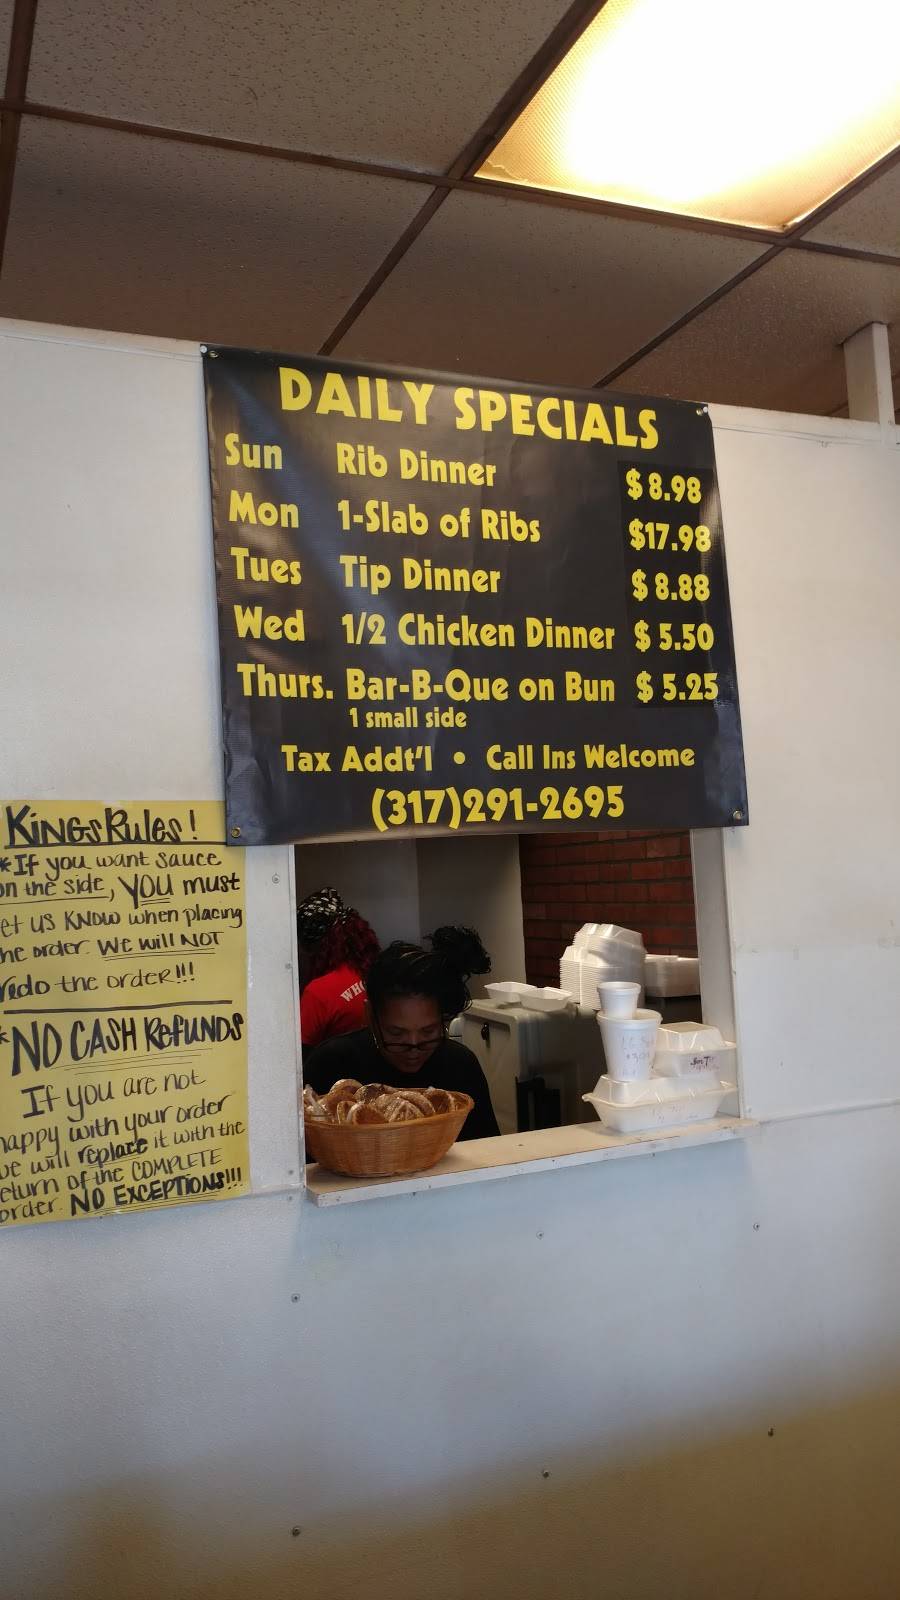 DAILY SPECIALS
Sun Rib Dinner $8.98
Mon 1-Slab of Ribs $17.98
Tues Tip Dinner $8.88
Wed 1/2 Chicken Dinner $5.50
Thurs. Bar-B-Que on Bun $5.25
1 small side
Tax Addt'l • Call Ins Welcome
(317)291-2695
KINGS Rules!
*If you want sauce
on the side, YOU must
let us KNOW when placing
the order. We will NOT
redo the order!!!
*NO CASH REFUNDS
If you are not
happy with your order
we will replace it with the
return of the COMPLETE
order. NO EXCEPTIONS!!!
WHO